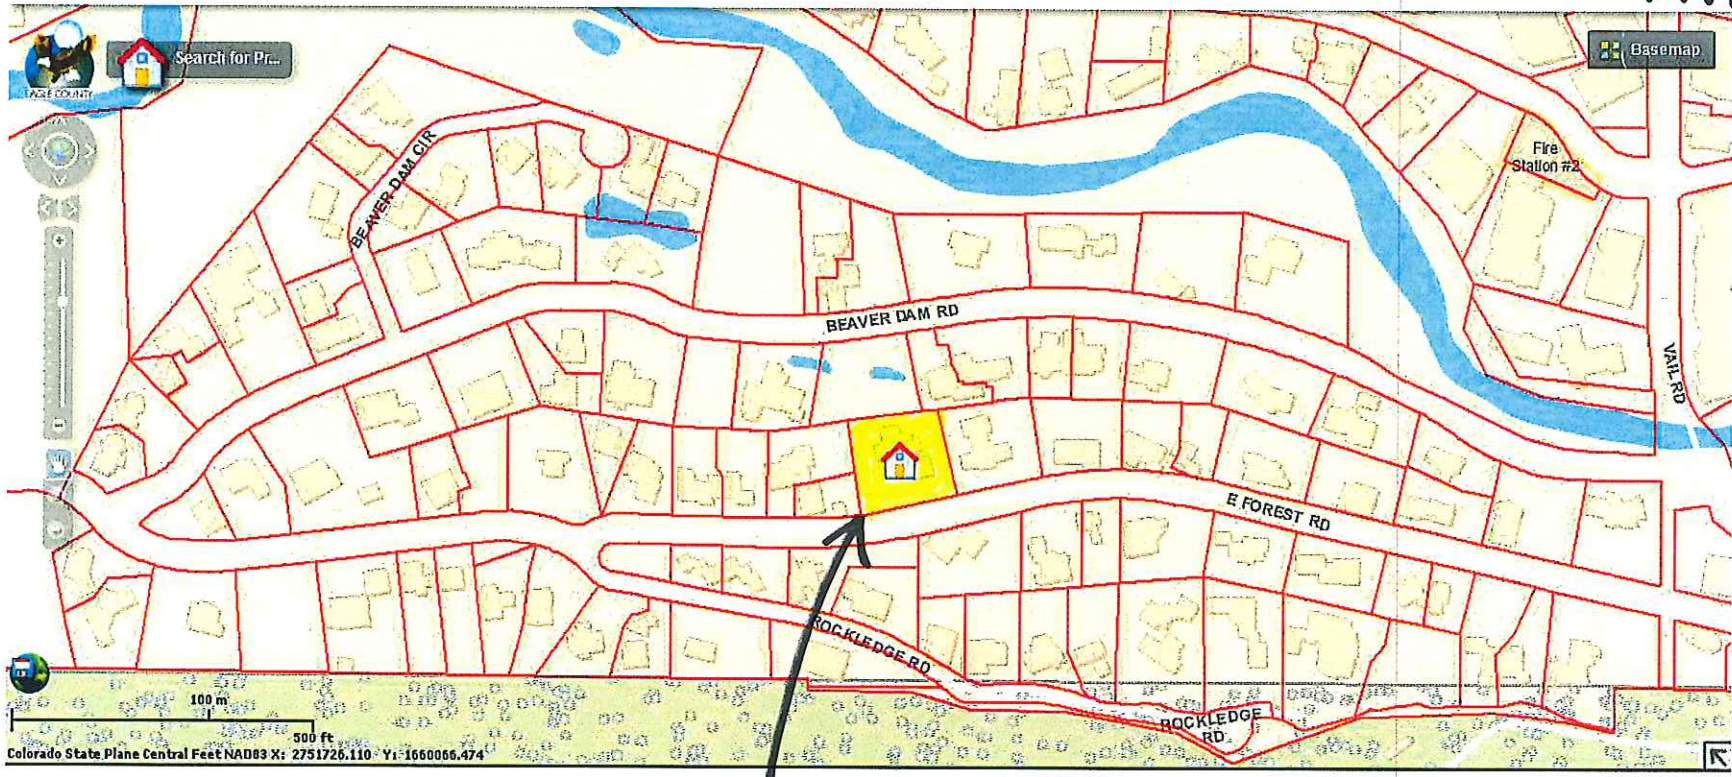 EAGLE COUNTY
Search for Pr...
Basemap
Fire
Station #2
BEAVER DAM CIR
BEAVER DAM RD
VAIL RD
E FOREST RD
ROCKLEDGE RD
ROCKLEDGE
RD
100 m
500 ft
Colorado State Plane Central Feet NAD83 X: 2751726.110 Y: 1660066.474